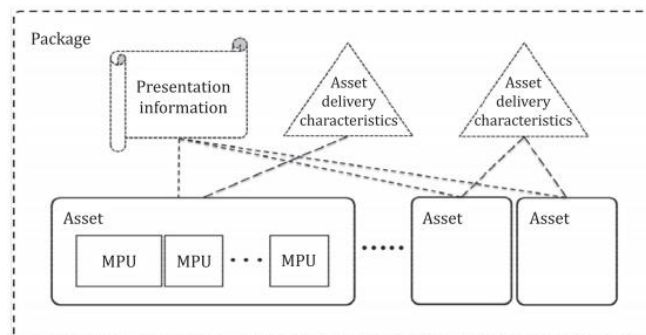 Package
Presentation
information
Asset
delivery
characteristics
Asset
delivery
characteristics
Asset
MPU
MPU
MPU
Asset
Asset